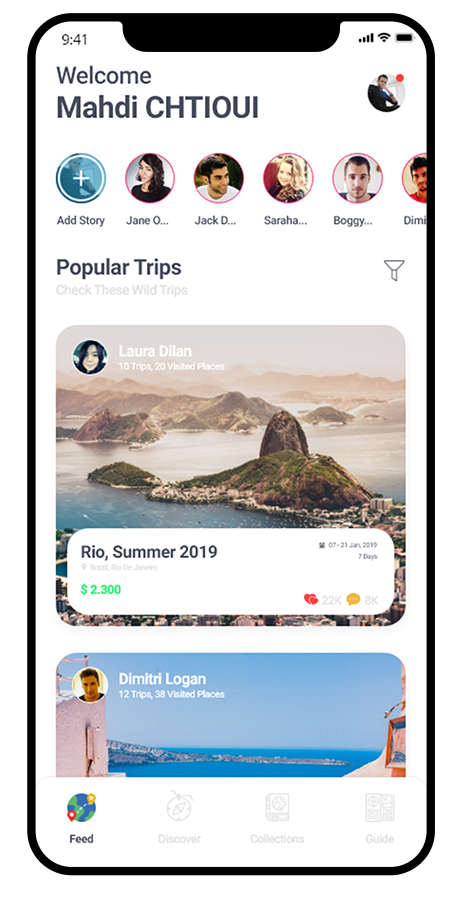 9:41
Welcome
Mahdi CHTIOUI
Add Story
Jane O...
Jack D...
Saraha...
Boggy...
Dimi
Popular Trips
Check These Wild Trips
Laura Dilan
10 Trips, 20 Visited Places
Rio, Summer 2019
07 - 21 Jan, 2019
7 Days
Brazil, Rio De Janeiro
$ 2.300
22K
8K
Dimitri Logan
12 Trips, 38 Visited Places
Feed
Discover
Collections
Guide